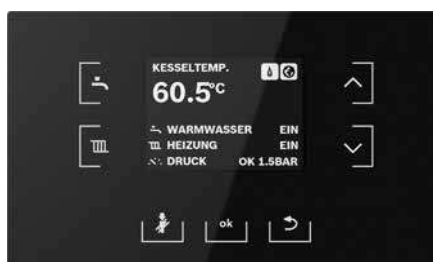 KESSELTEMP.
60.5°C
WARMWASSER EIN
HEIZUNG EIN
DRUCK OK 1.5BAR
ok